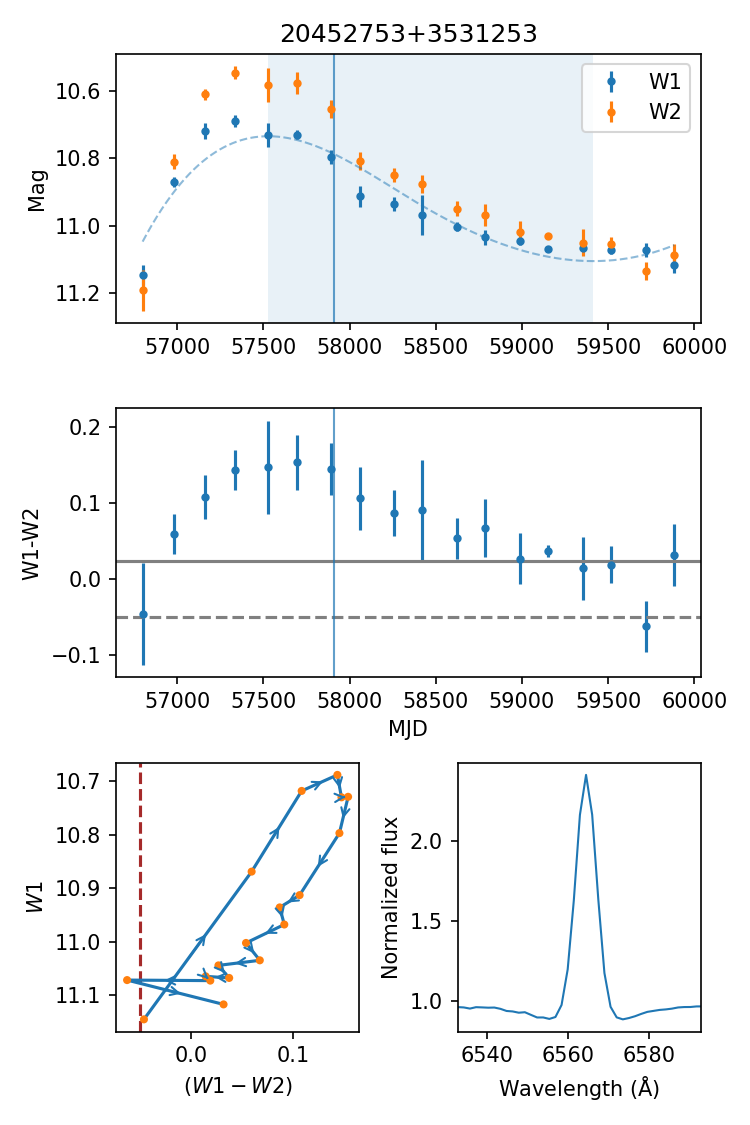 20452753+3531253
Mag
10.6
10.8
11.0
11.2
W1
W2
57000 57500 58000 58500 59000 59500 60000
W1-W2
0.2
0.1
0.0
−0.1
57000 57500 58000 58500 59000 59500 60000
MJD
W1
10.7
10.8
10.9
11.0
11.1
0.0 0.1
(W1 − W2)
Normalized flux
2.0
1.5
1.0
6540 6560 6580
Wavelength (Å)